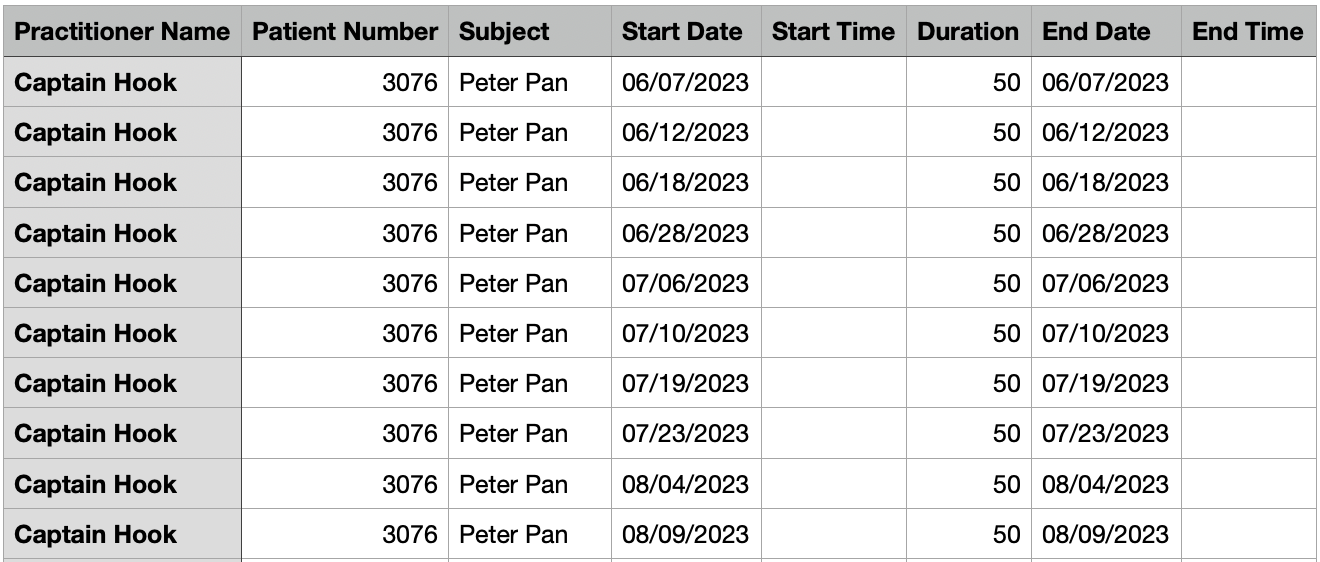 Practitioner Name Patient Number Subject Start Date Start Time Duration End Date End Time
Captain Hook 3076 Peter Pan 06/07/2023 50 06/07/2023
Captain Hook 3076 Peter Pan 06/12/2023 50 06/12/2023
Captain Hook 3076 Peter Pan 06/18/2023 50 06/18/2023
Captain Hook 3076 Peter Pan 06/28/2023 50 06/28/2023
Captain Hook 3076 Peter Pan 07/06/2023 50 07/06/2023
Captain Hook 3076 Peter Pan 07/10/2023 50 07/10/2023
Captain Hook 3076 Peter Pan 07/19/2023 50 07/19/2023
Captain Hook 3076 Peter Pan 07/23/2023 50 07/23/2023
Captain Hook 3076 Peter Pan 08/04/2023 50 08/04/2023
Captain Hook 3076 Peter Pan 08/09/2023 50 08/09/2023